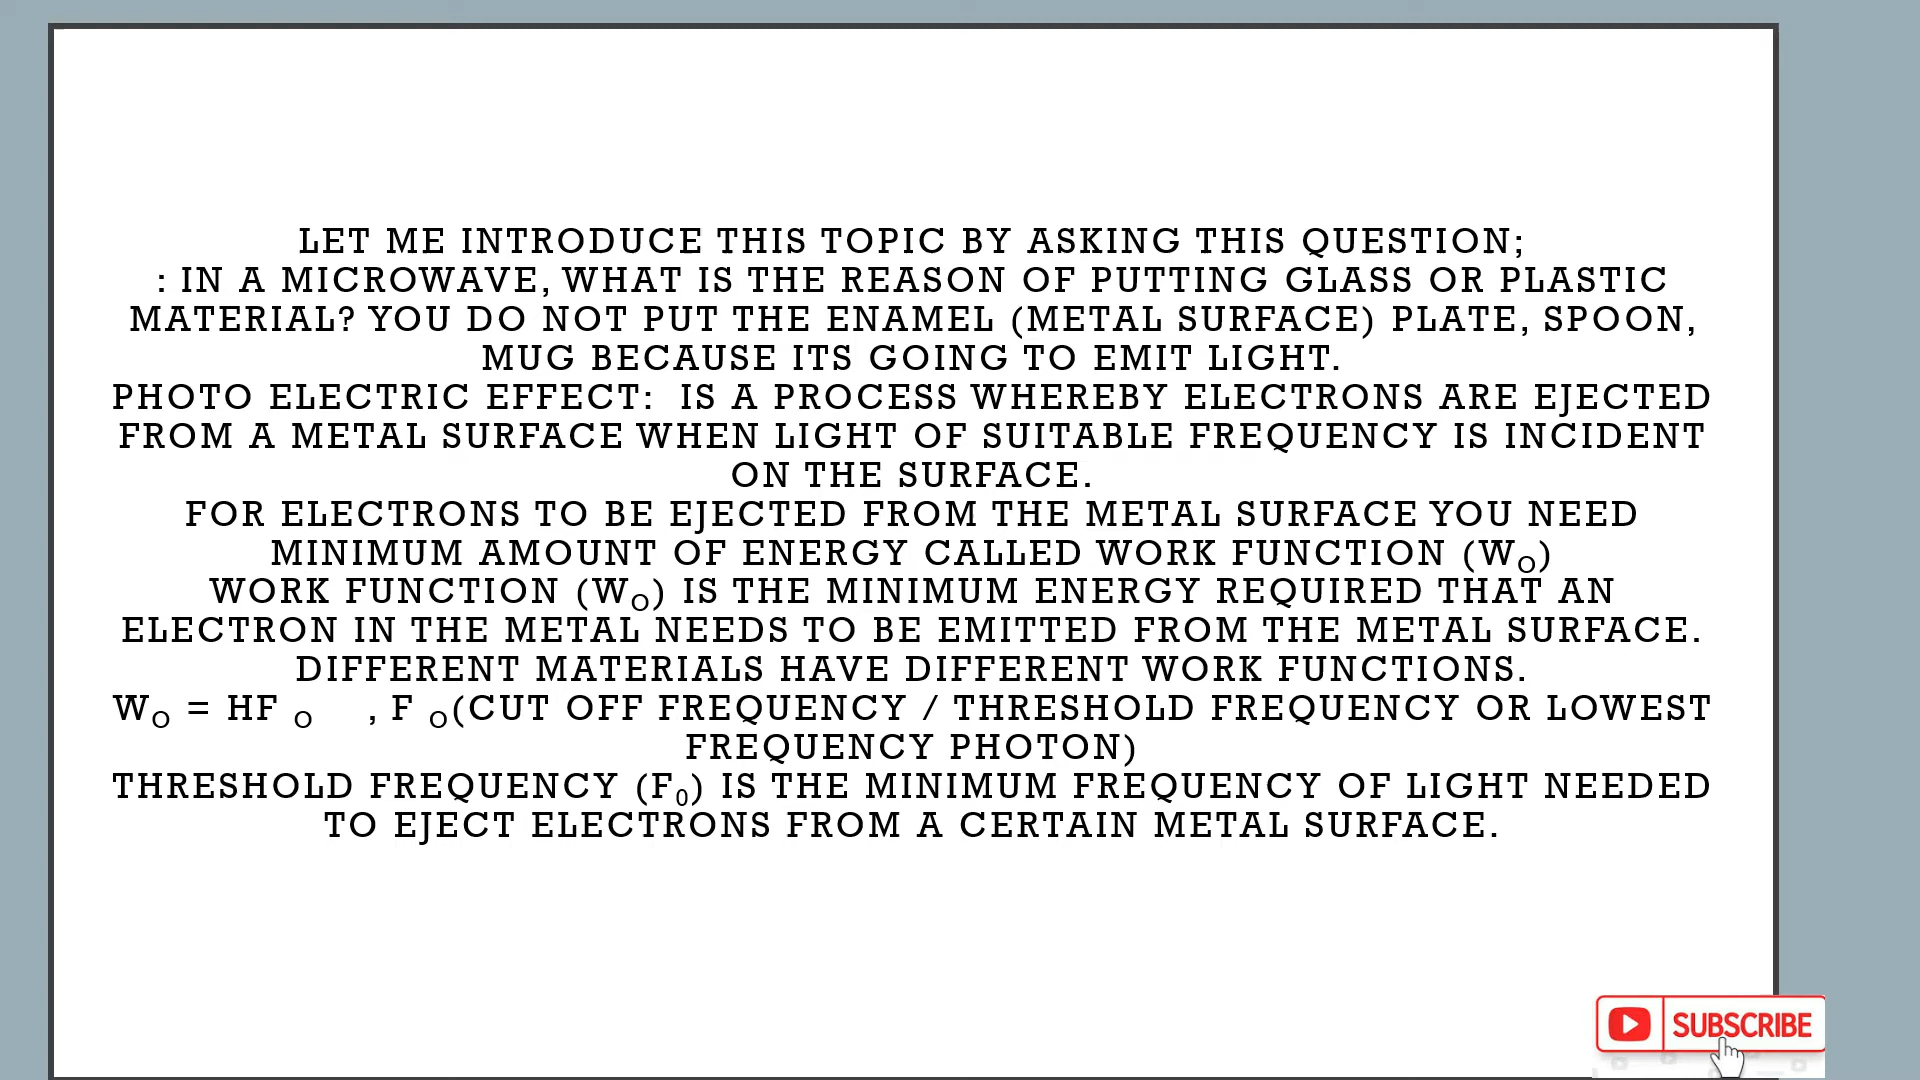 LET ME INTRODUCE THIS TOPIC BY ASKING THIS QUESTION;
: IN A MICROWAVE, WHAT IS THE REASON OF PUTTING GLASS OR PLASTIC
MATERIAL? YOU DO NOT PUT THE ENAMEL (METAL SURFACE) PLATE, SPOON,
MUG BECAUSE ITS GOING TO EMIT LIGHT.
PHOTO ELECTRIC EFFECT: IS A PROCESS WHEREBY ELECTRONS ARE EJECTED
FROM A METAL SURFACE WHEN LIGHT OF SUITABLE FREQUENCY IS INCIDENT
ON THE SURFACE.
FOR ELECTRONS TO BE EJECTED FROM THE METAL SURFACE YOU NEED
MINIMUM AMOUNT OF ENERGY CALLED WORK FUNCTION (W₀)
WORK FUNCTION (W₀) IS THE MINIMUM ENERGY REQUIRED THAT AN
ELECTRON IN THE METAL NEEDS TO BE EMITTED FROM THE METAL SURFACE.
DIFFERENT MATERIALS HAVE DIFFERENT WORK FUNCTIONS.
W₀ = HF ₀ , F ₀(CUT OFF FREQUENCY / THRESHOLD FREQUENCY OR LOWEST
FREQUENCY PHOTON)
THRESHOLD FREQUENCY (F₀) IS THE MINIMUM FREQUENCY OF LIGHT NEEDED
TO EJECT ELECTRONS FROM A CERTAIN METAL SURFACE.
SUBSCRIBE